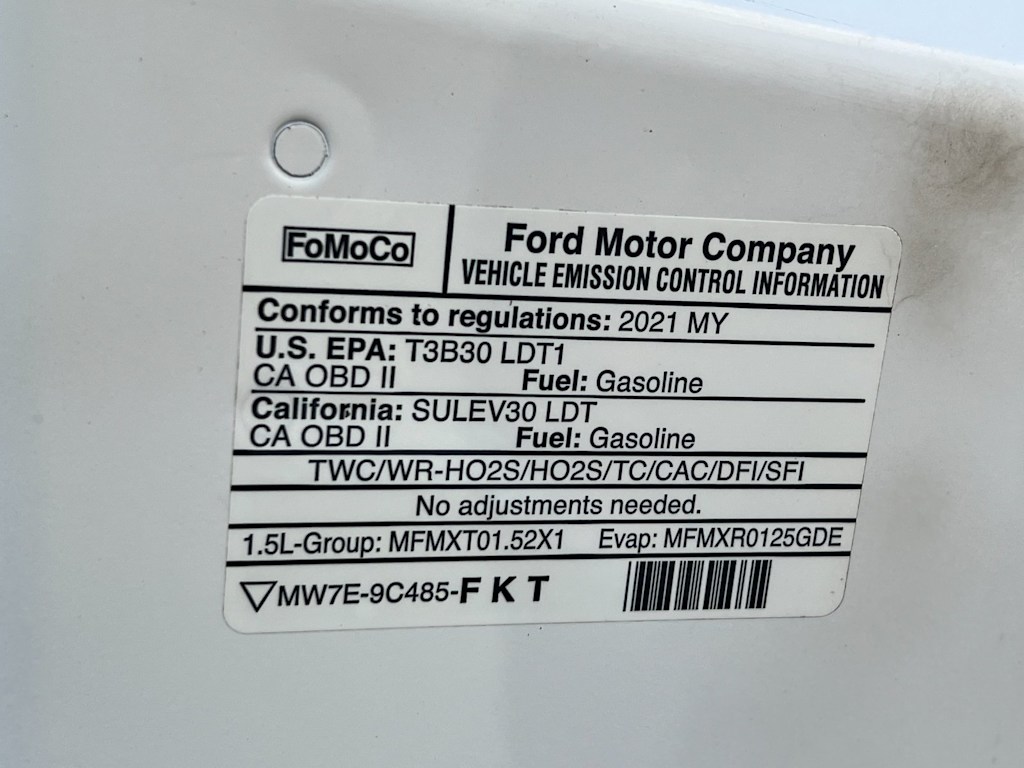 FoMoCo
Ford Motor Company
VEHICLE EMISSION CONTROL INFORMATION
Conforms to regulations: 2021 MY
U.S. EPA: T3B30 LDT1
CA OBD II Fuel: Gasoline
California: SULEV30 LDT
CA OBD II Fuel: Gasoline
TWC/WR-HO2S/HO2S/TC/CAC/DFI/SFI
No adjustments needed.
1.5L-Group: MFMXT01.52X1 Evap: MFMXR0125GDE
MW7E-9C485-F K T